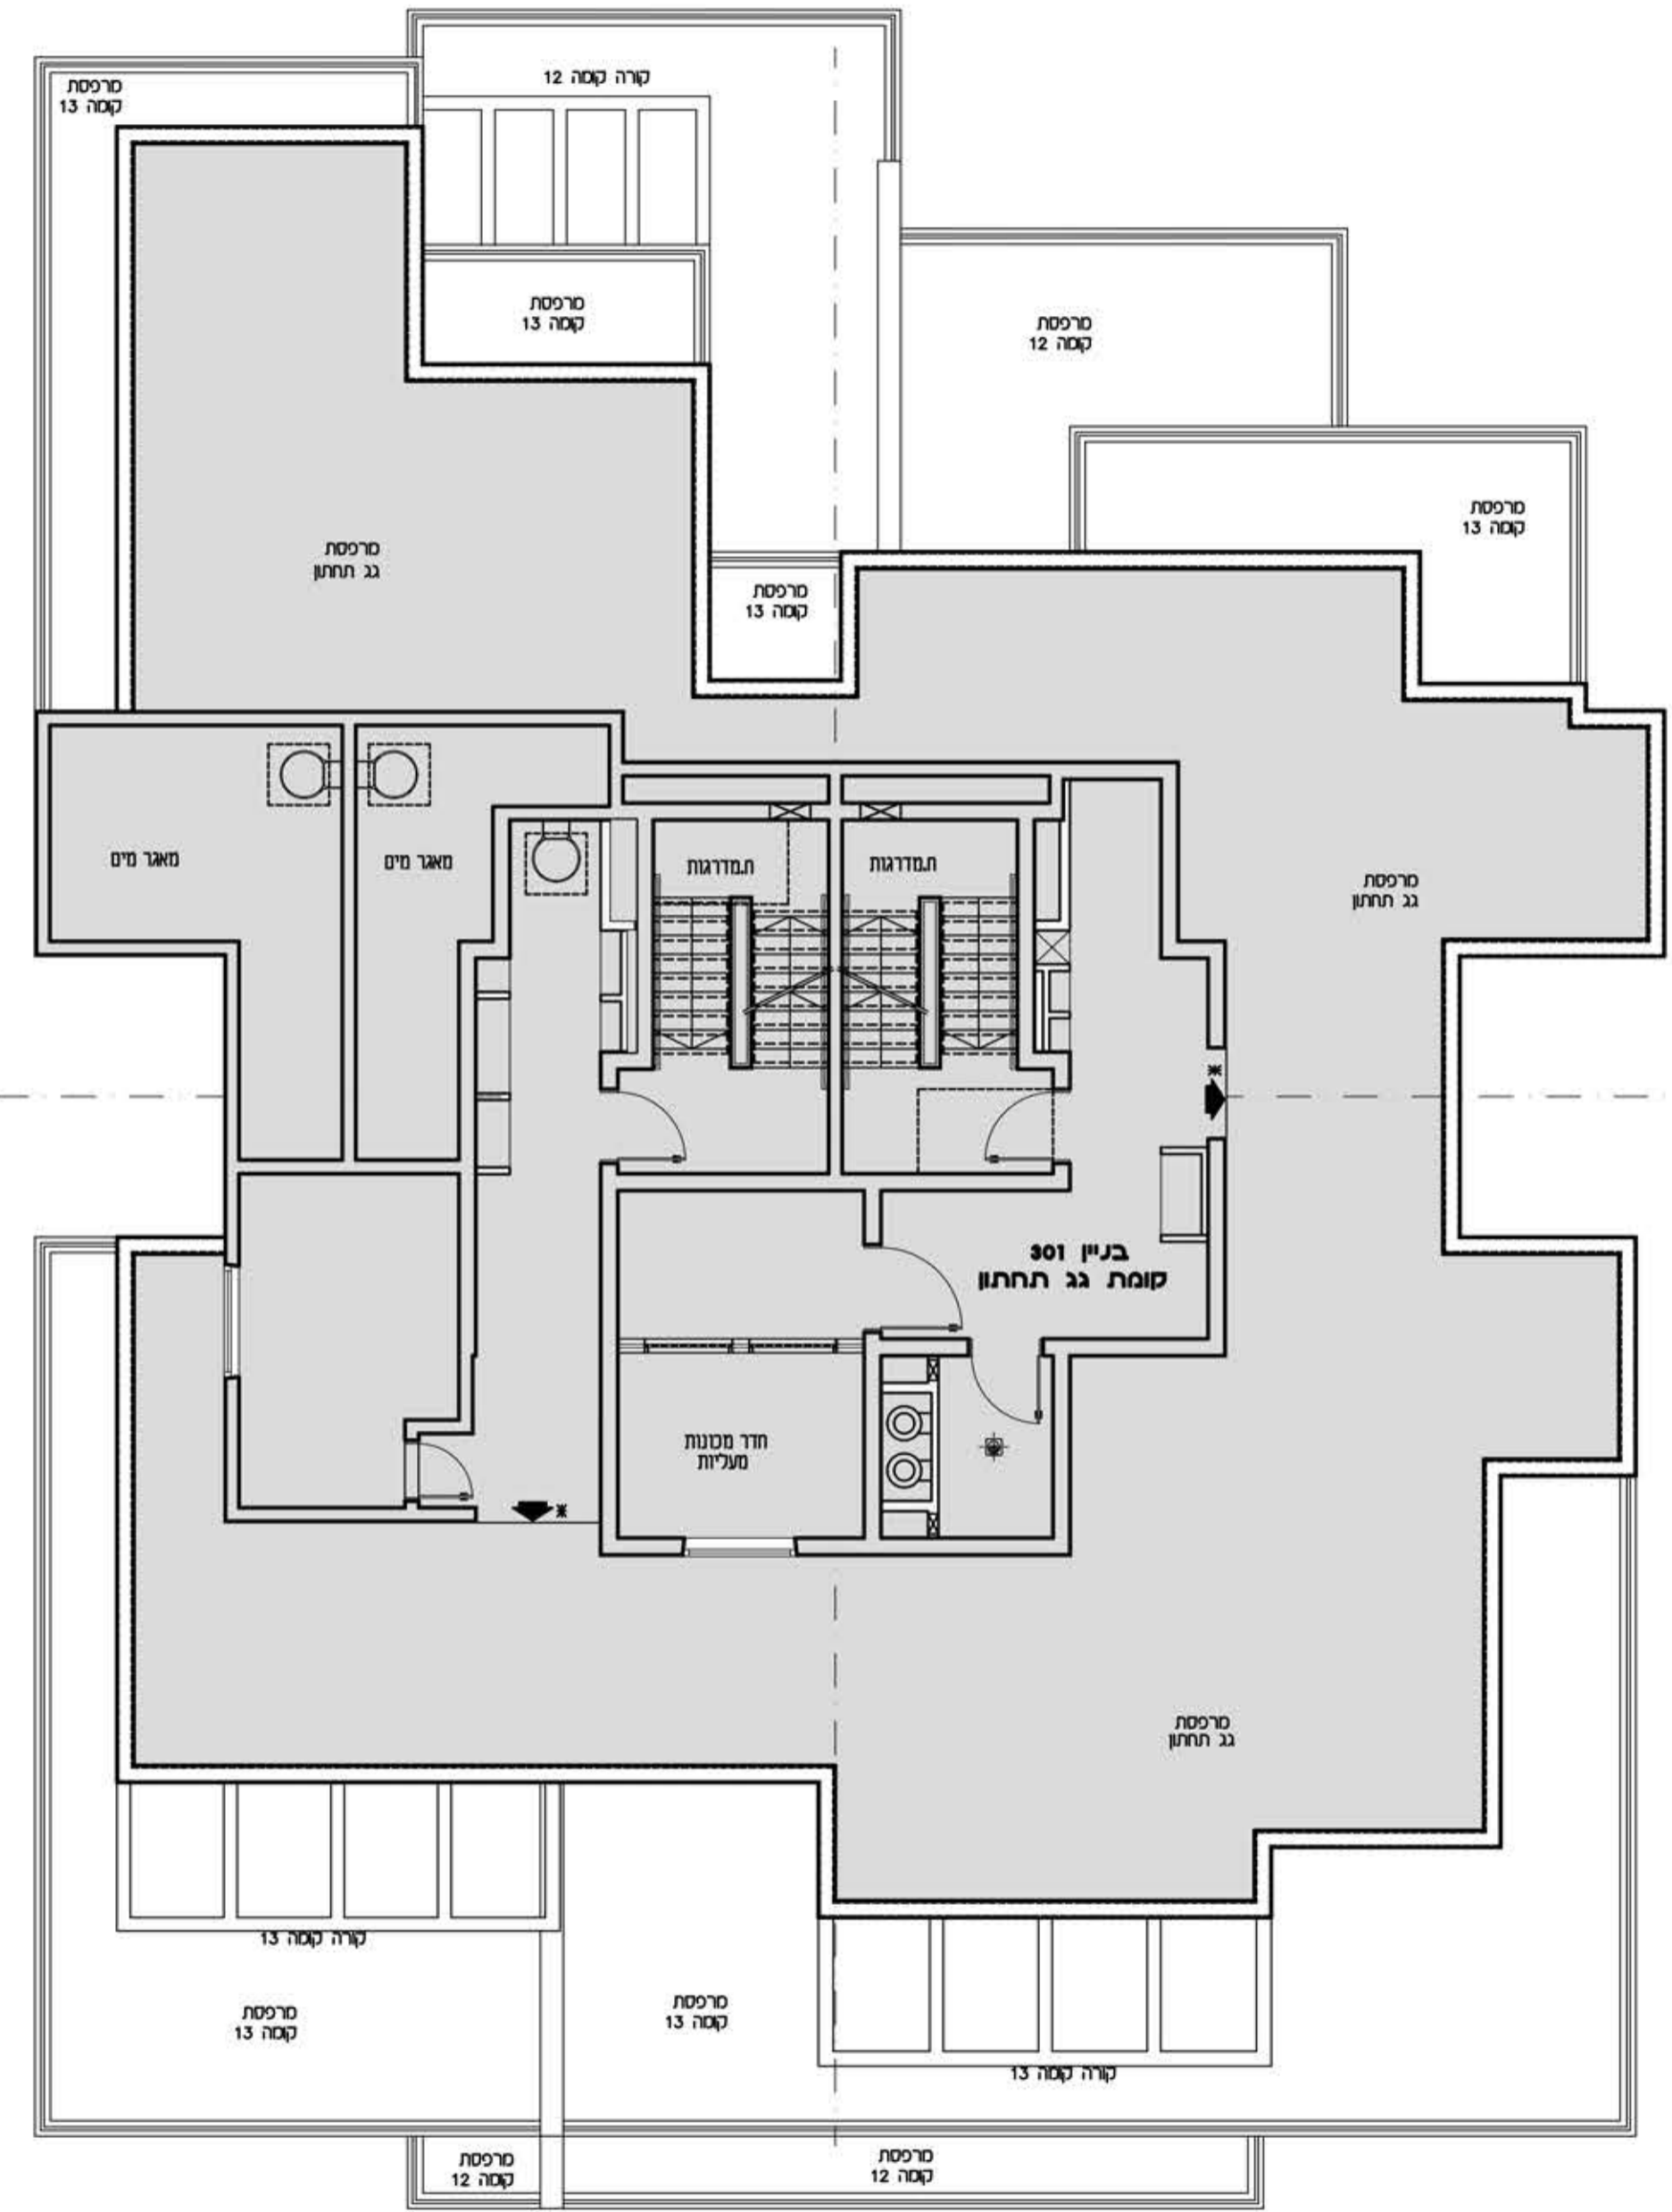 קורה קומה 12
מרפסת
קומה 13
מרפסת
קומה 13
מרפסת
קומה 12
מרפסת
קומה 13
מרפסת
גג תחתון
מרפסת
קומה 13
מאגר מים
מאגר מים
ח.מדרגות
ח.מדרגות
מרפסת
גג תחתון
בניין 301
קומת גג תחתון
חדר מכונות
מעליות
מרפסת
גג תחתון
קורה קומה 13
מרפסת
קומה 13
מרפסת
קומה 13
קורה קומה 13
מרפסת
קומה 12
מרפסת
קומה 12